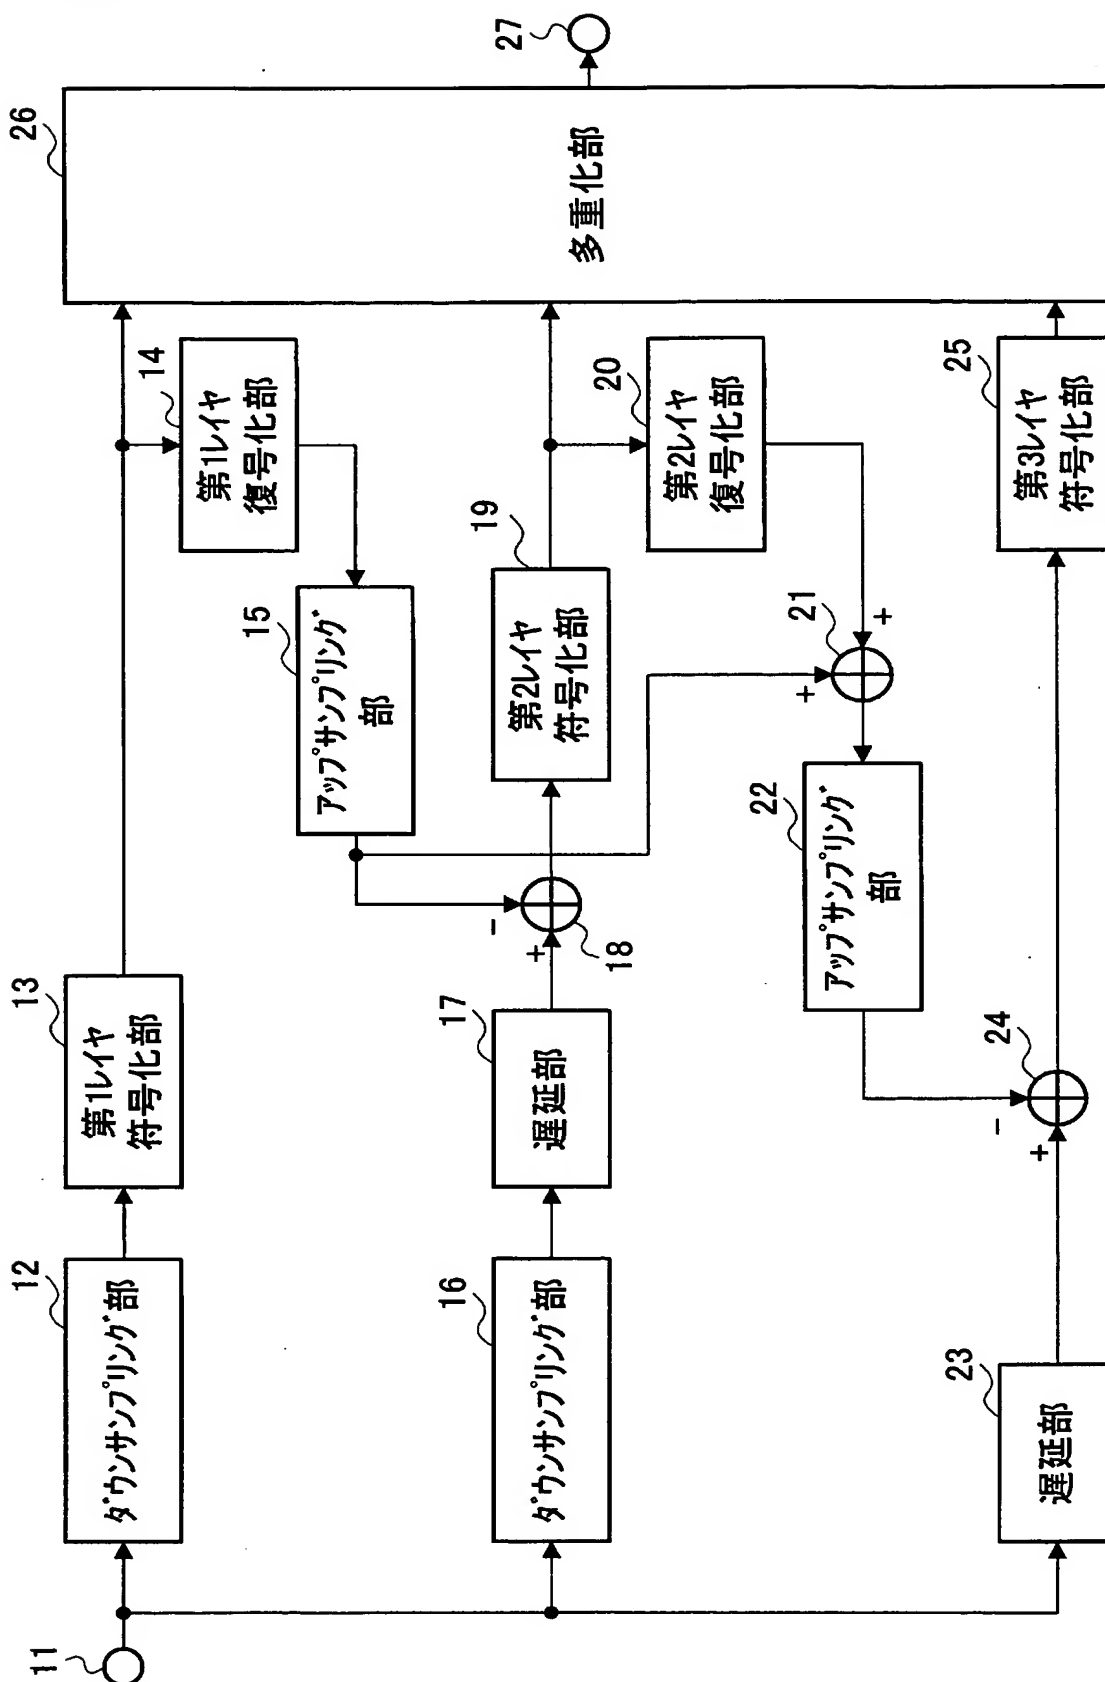 11
12
ダウンサンプリング部
13
第1レイヤ
符号化部
14
第1レイヤ
復号化部
15
アップサンプリング
部
16
ダウンサンプリング部
17
遅延部
-
+
18
19
第2レイヤ
符号化部
20
第2レイヤ
復号化部
+
+
21
22
アップサンプリング
部
23
遅延部
-
+
24
25
第3レイヤ
符号化部
26
多重化部
27